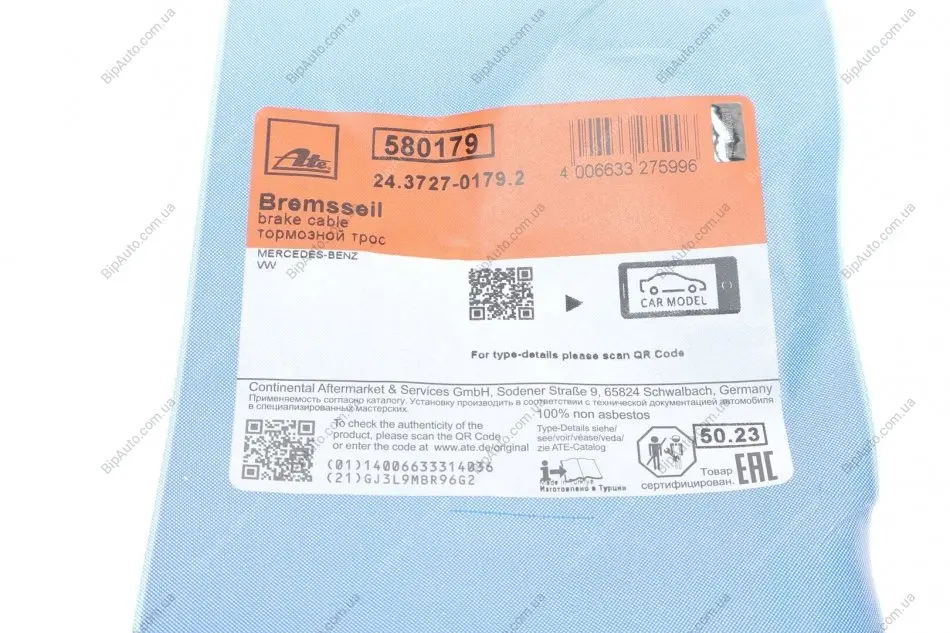 Ate
580179
24.3727-0179.2
4 006633 275996
Bremsseil
brake cable
тормозной трос
MERCEDES-BENZ
VW
CAR MODEL
For type-details please scan QR Code
Continental Aftermarket & Services GmbH, Sodener Straße 9, 65824 Schwalbach, Germany
Применяемость согласно каталогу. Установку производить в соответствии с технической документацией автомобиля
в специализированных мастерских.
100% non asbestos
To check the authenticity of the
product, please scan the QR Code
or enter the code at www.ate.de/original
(01)14006633314036
(21)GJ3L9MBR96G2
Type-Details siehe/
see/voir/véase/veda/
zie ATE-Catalog
Made in Türkiye
Изготовлено в Турции
50.23
Товар
сертифицирован.
EAC
BipAuto.com.ua